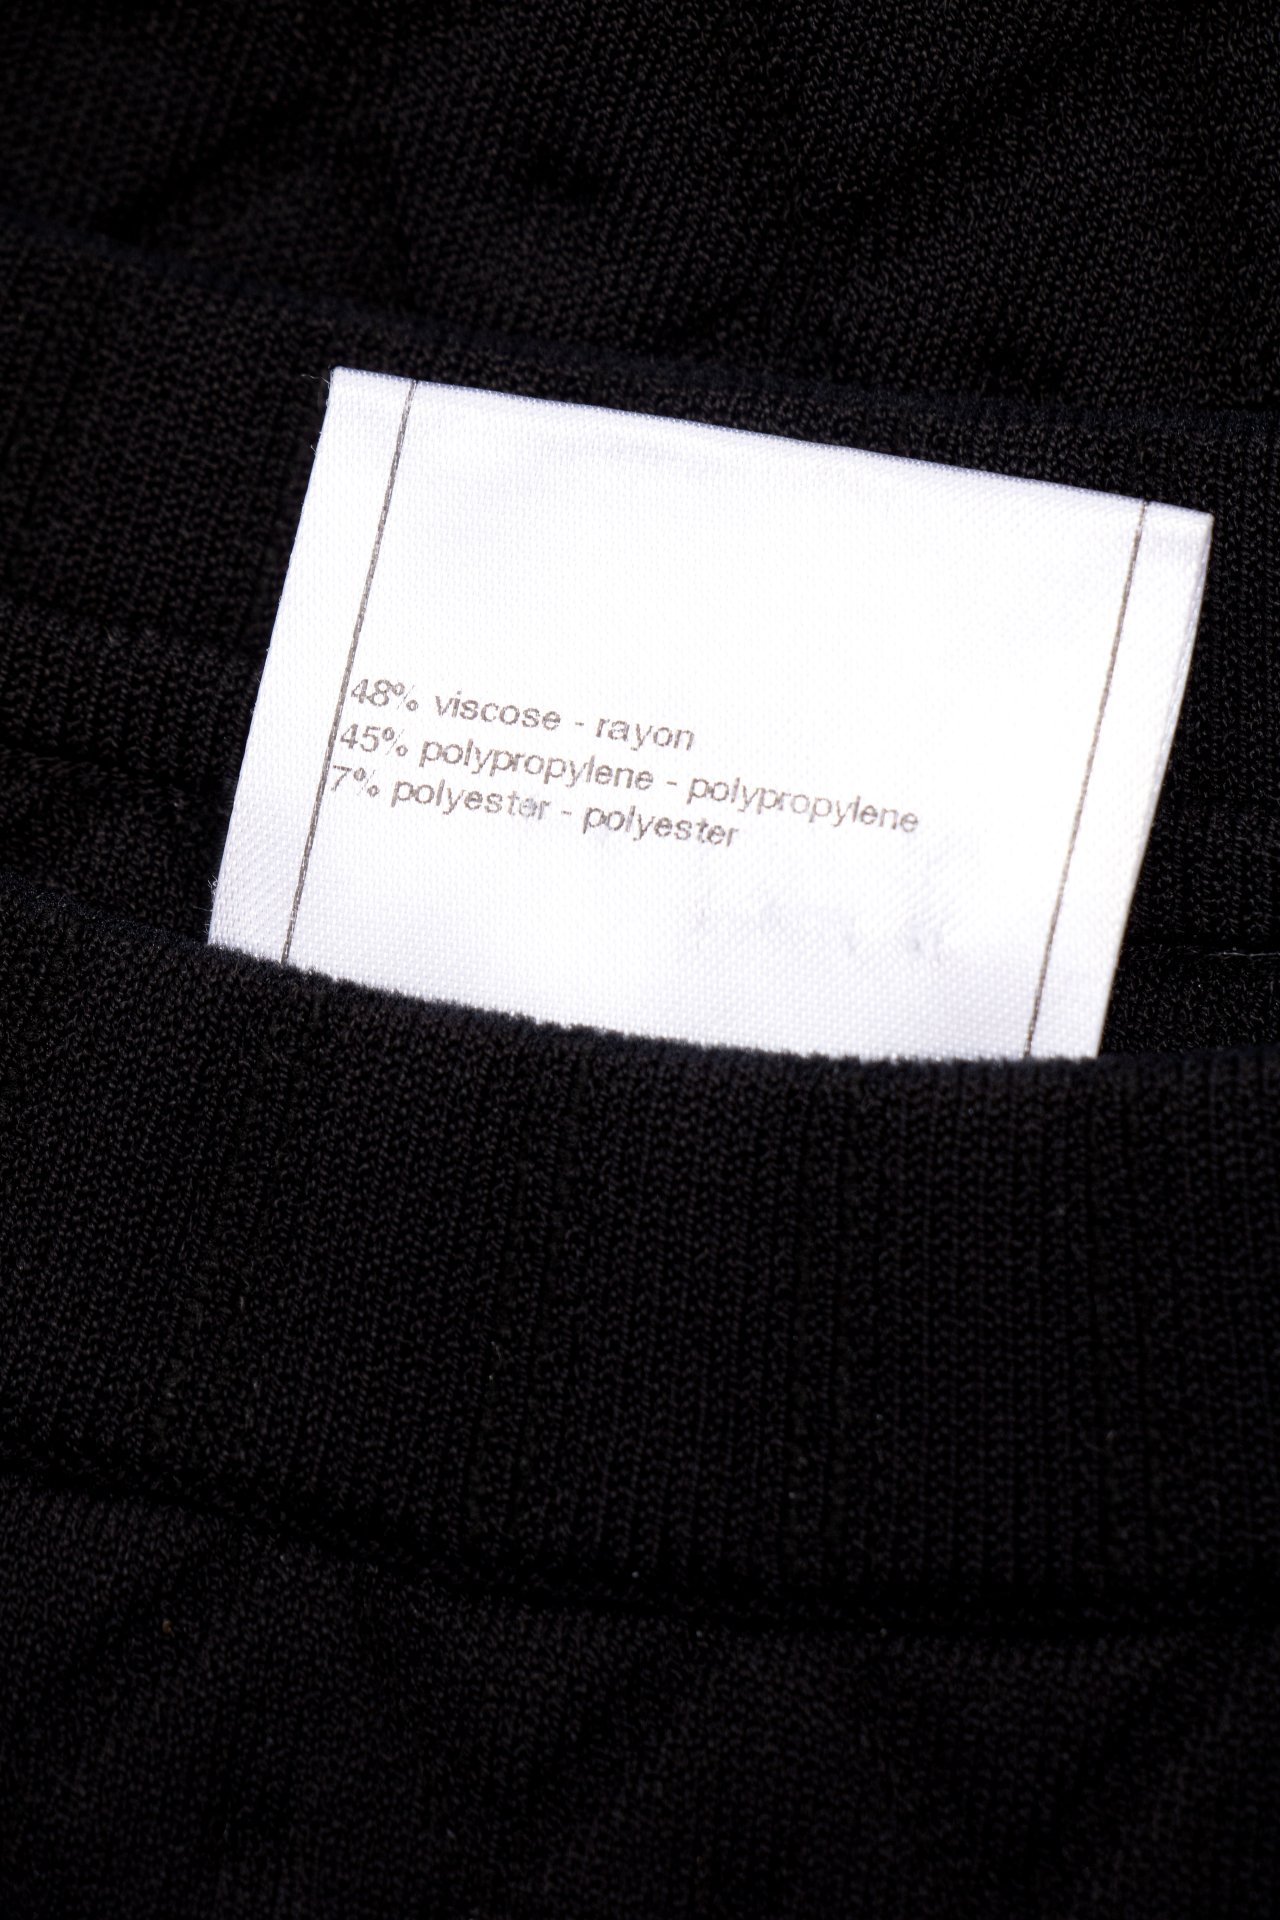 48% viscose - rayon
45% polypropylene - polypropylene
7% polyester - polyester